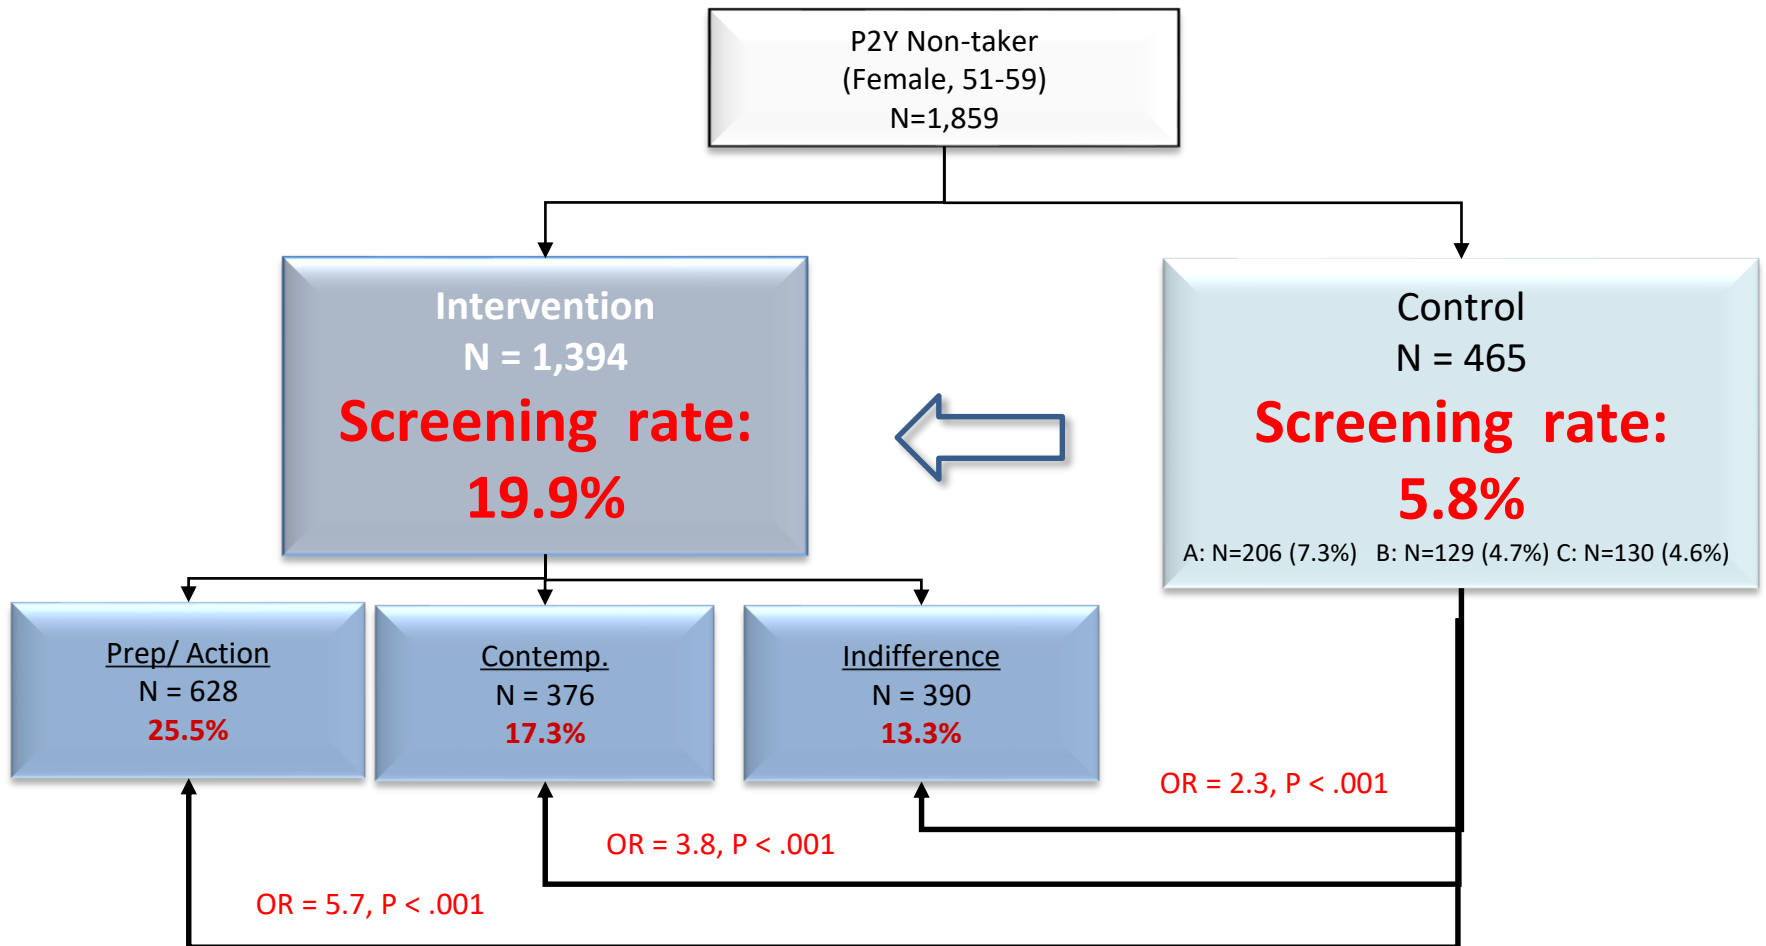 P2Y Non-taker
(Female, 51-59)
N=1,859
Intervention
N = 1,394
Screening rate:
19.9%
Control
N = 465
Screening rate:
5.8%
A: N=206 (7.3%) B: N=129 (4.7%) C: N=130 (4.6%)
Prep/ Action
N = 628
25.5%
Contemp.
N = 376
17.3%
Indifference
N = 390
13.3%
OR = 2.3, P < .001
OR = 3.8, P < .001
OR = 5.7, P < .001